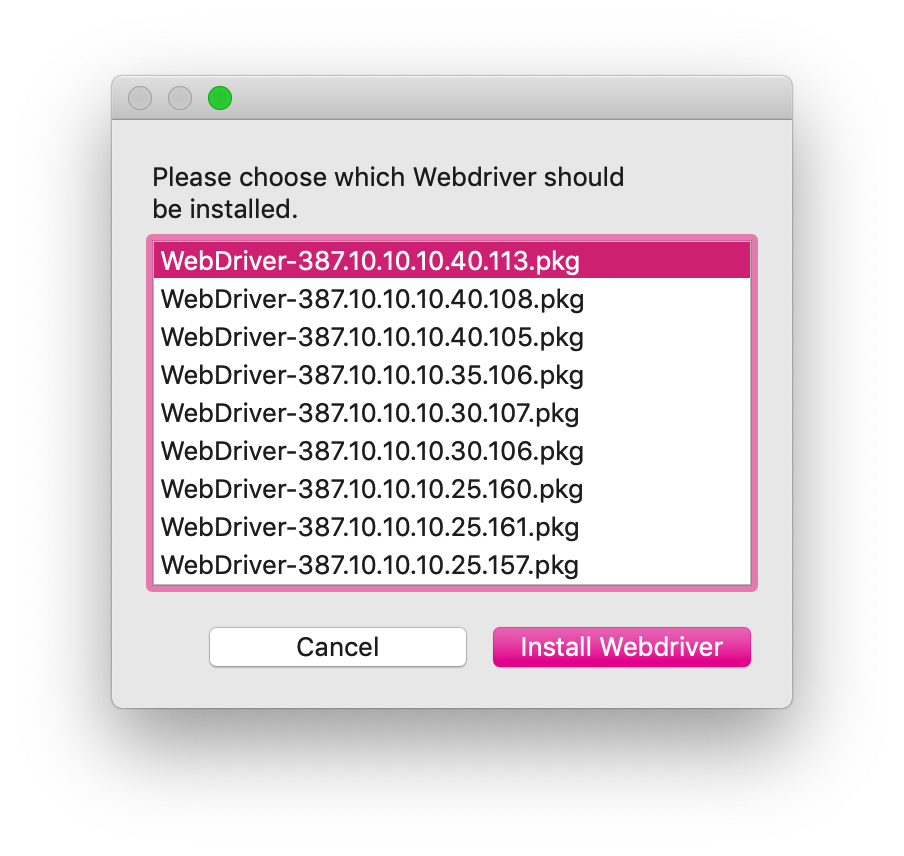 Please choose which Webdriver should
be installed.
WebDriver-387.10.10.10.40.113.pkg
WebDriver-387.10.10.10.40.108.pkg
WebDriver-387.10.10.10.40.105.pkg
WebDriver-387.10.10.10.35.106.pkg
WebDriver-387.10.10.10.30.107.pkg
WebDriver-387.10.10.10.30.106.pkg
WebDriver-387.10.10.10.25.160.pkg
WebDriver-387.10.10.10.25.161.pkg
WebDriver-387.10.10.10.25.157.pkg
Cancel
Install Webdriver